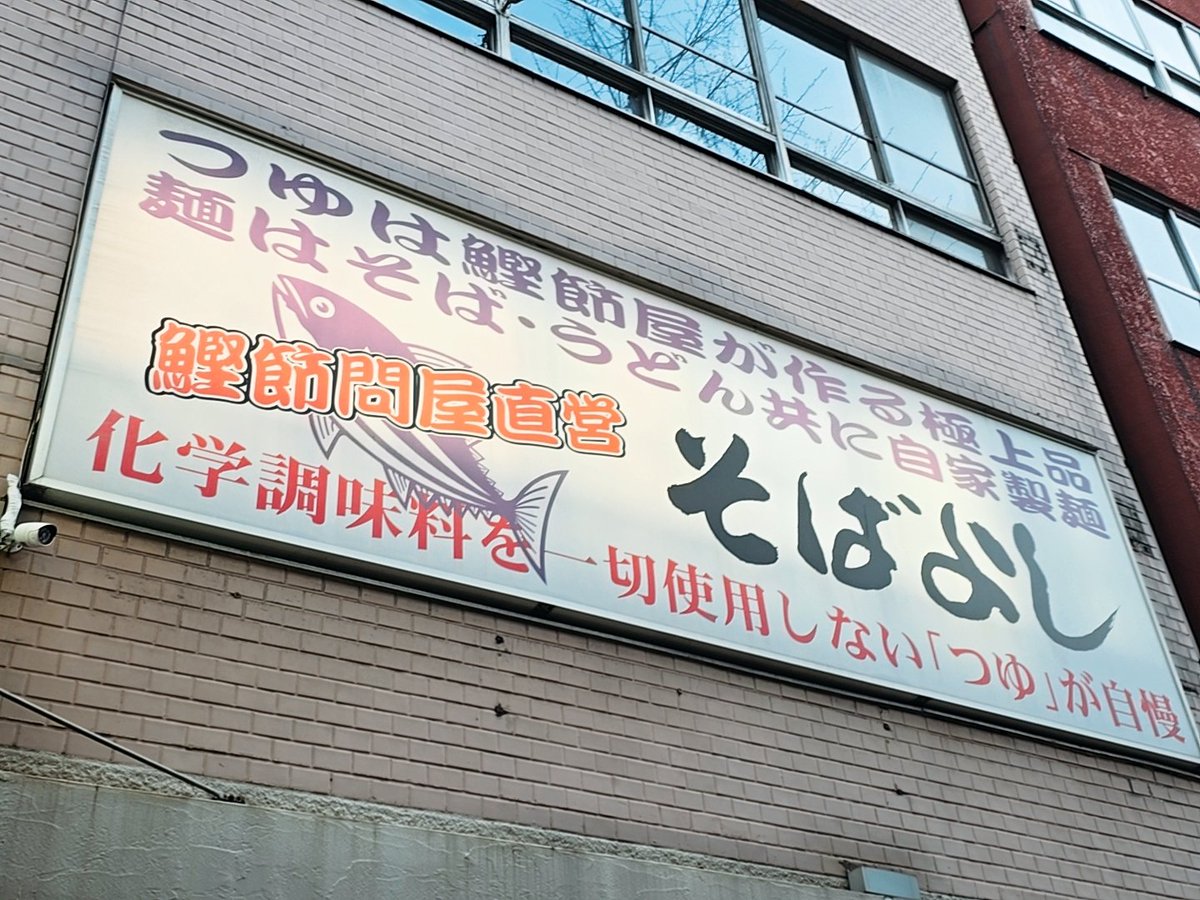 つゆは鰹節屋が作る極上品
麺はそば・うどん共に自家製麺
鰹節問屋直営
そばよし
化学調味料を一切使用しない「つゆ」が自慢